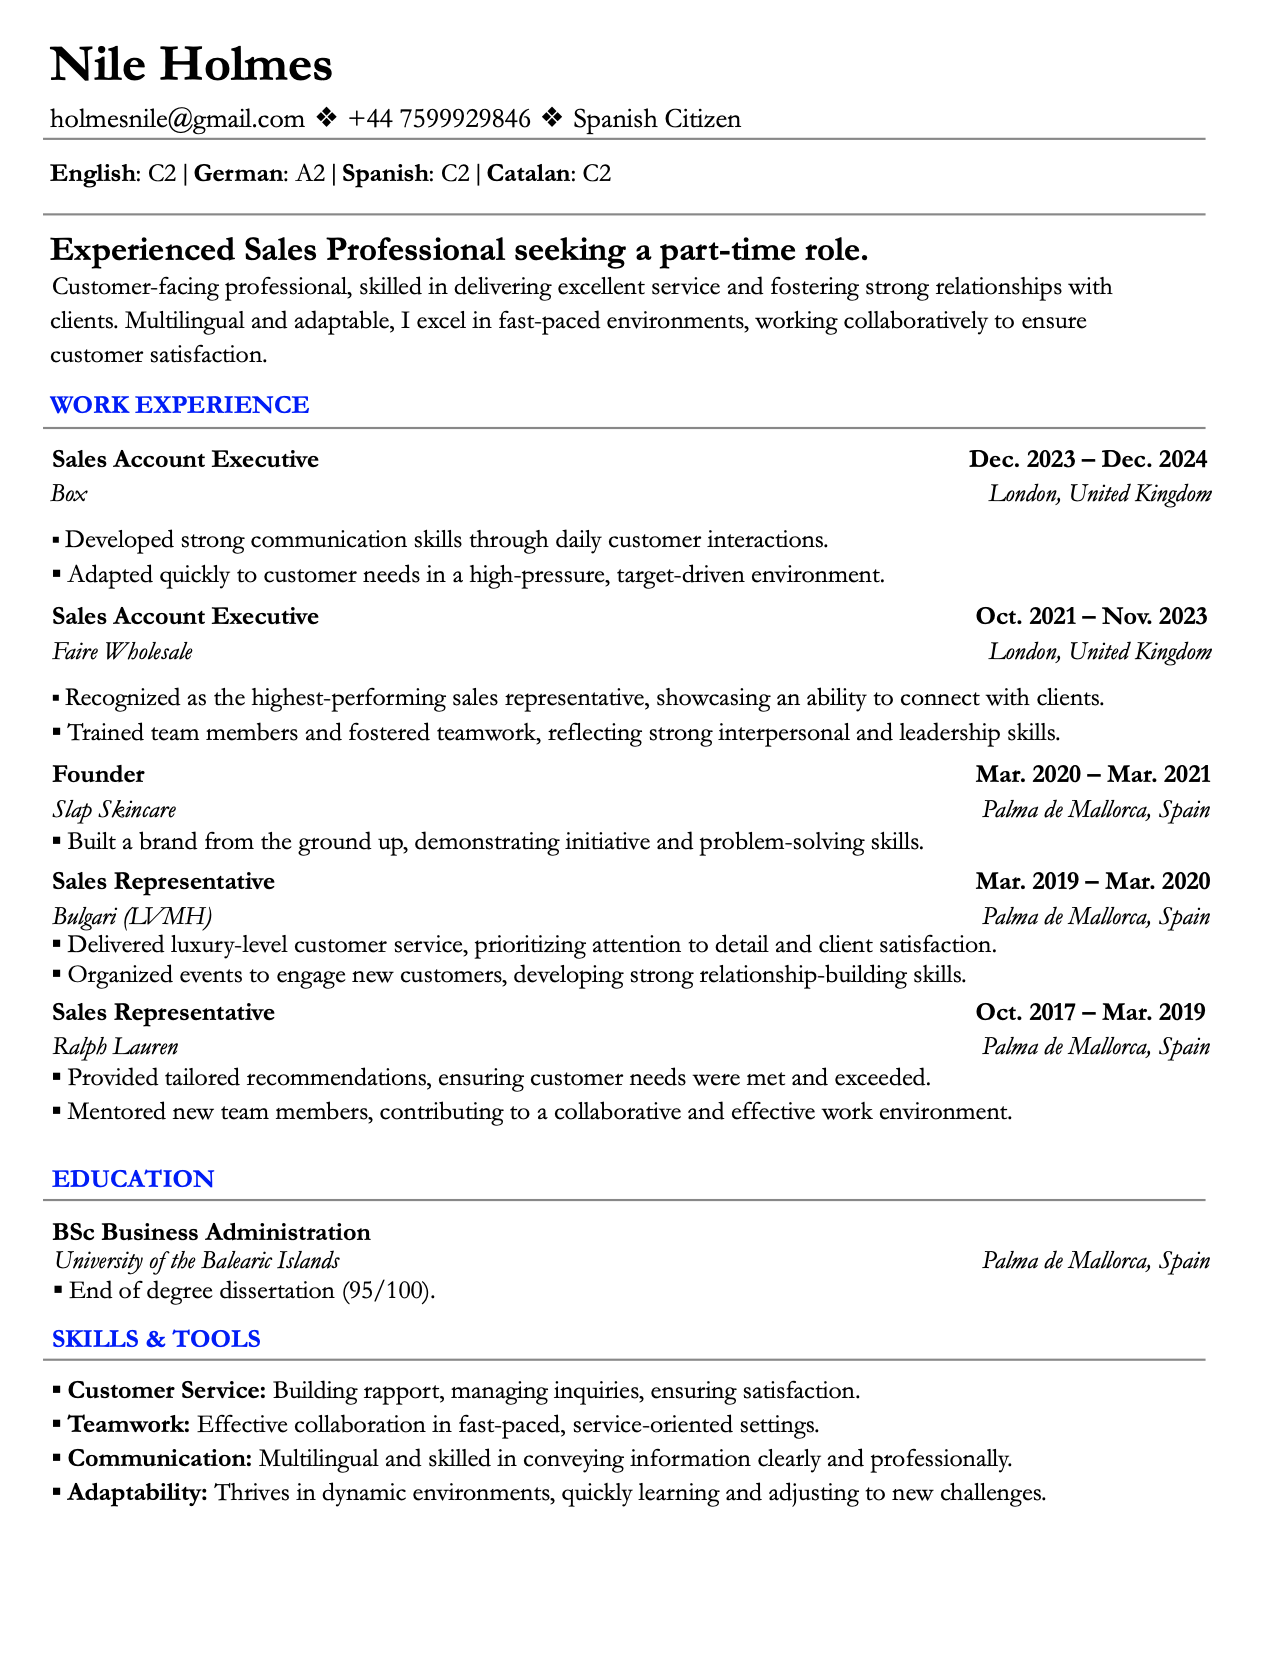 Nile Holmes
holmesnile@gmail.com ❖ +44 7599929846 ❖ Spanish Citizen
English: C2 | German: A2 | Spanish: C2 | Catalan: C2
Experienced Sales Professional seeking a part-time role.
Customer-facing professional, skilled in delivering excellent service and fostering strong relationships with
clients. Multilingual and adaptable, I excel in fast-paced environments, working collaboratively to ensure
customer satisfaction.
WORK EXPERIENCE
Sales Account Executive Dec. 2023 – Dec. 2024
Box London, United Kingdom
▪ Developed strong communication skills through daily customer interactions.
▪ Adapted quickly to customer needs in a high-pressure, target-driven environment.
Sales Account Executive Oct. 2021 – Nov. 2023
Faire Wholesale London, United Kingdom
▪ Recognized as the highest-performing sales representative, showcasing an ability to connect with clients.
▪ Trained team members and fostered teamwork, reflecting strong interpersonal and leadership skills.
Founder Mar. 2020 – Mar. 2021
Slap Skincare Palma de Mallorca, Spain
▪ Built a brand from the ground up, demonstrating initiative and problem-solving skills.
Sales Representative Mar. 2019 – Mar. 2020
Bulgari (LVMH) Palma de Mallorca, Spain
▪ Delivered luxury-level customer service, prioritizing attention to detail and client satisfaction.
▪ Organized events to engage new customers, developing strong relationship-building skills.
Sales Representative Oct. 2017 – Mar. 2019
Ralph Lauren Palma de Mallorca, Spain
▪ Provided tailored recommendations, ensuring customer needs were met and exceeded.
▪ Mentored new team members, contributing to a collaborative and effective work environment.
EDUCATION
BSc Business Administration
University of the Balearic Islands Palma de Mallorca, Spain
▪ End of degree dissertation (95/100).
SKILLS & TOOLS
▪ Customer Service: Building rapport, managing inquiries, ensuring satisfaction.
▪ Teamwork: Effective collaboration in fast-paced, service-oriented settings.
▪ Communication: Multilingual and skilled in conveying information clearly and professionally.
▪ Adaptability: Thrives in dynamic environments, quickly learning and adjusting to new challenges.